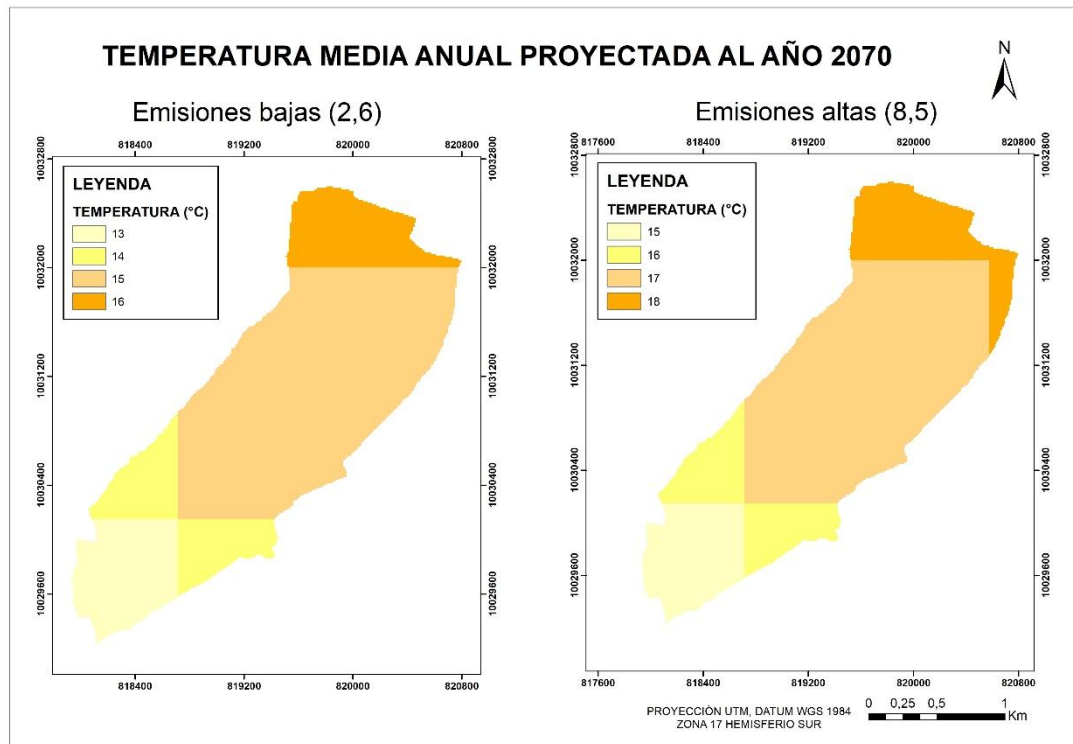 TEMPERATURA MEDIA ANUAL PROYECTADA AL AÑO 2070
N
Emisiones bajas (2,6)
818400 819200 820000 820800
10032800
10032000
10031200
10030400
10029600
LEYENDA
TEMPERATURA (°C)
13
14
15
16
10032800
10032000
10031200
10030400
10029600
818400 819200 820000 820800
Emisiones altas (8,5)
817600 818400 819200 820000 820800
10032800
10032000
10031200
10030400
10029600
LEYENDA
TEMPERATURA (°C)
15
16
17
18
10032800
10032000
10031200
10030400
10029600
817600 818400 819200 820000 820800
PROYECCIÓN UTM, DATUM WGS 1984
ZONA 17 HEMISFERIO SUR
0 0,25 0,5 1
Km